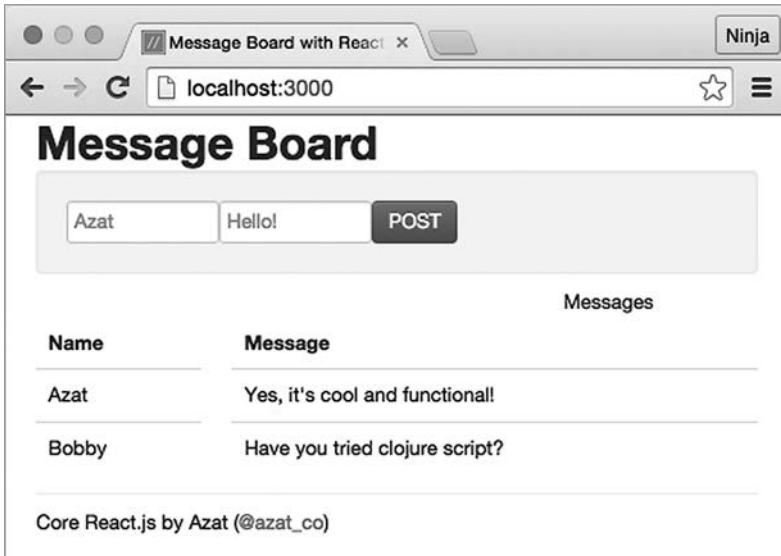 Message Board with React
Ninja
localhost:3000
Message Board
Azat Hello! POST
Messages
Name Message
Azat Yes, it's cool and functional!
Bobby Have you tried clojure script?
Core React.js by Azat (@azat_co)